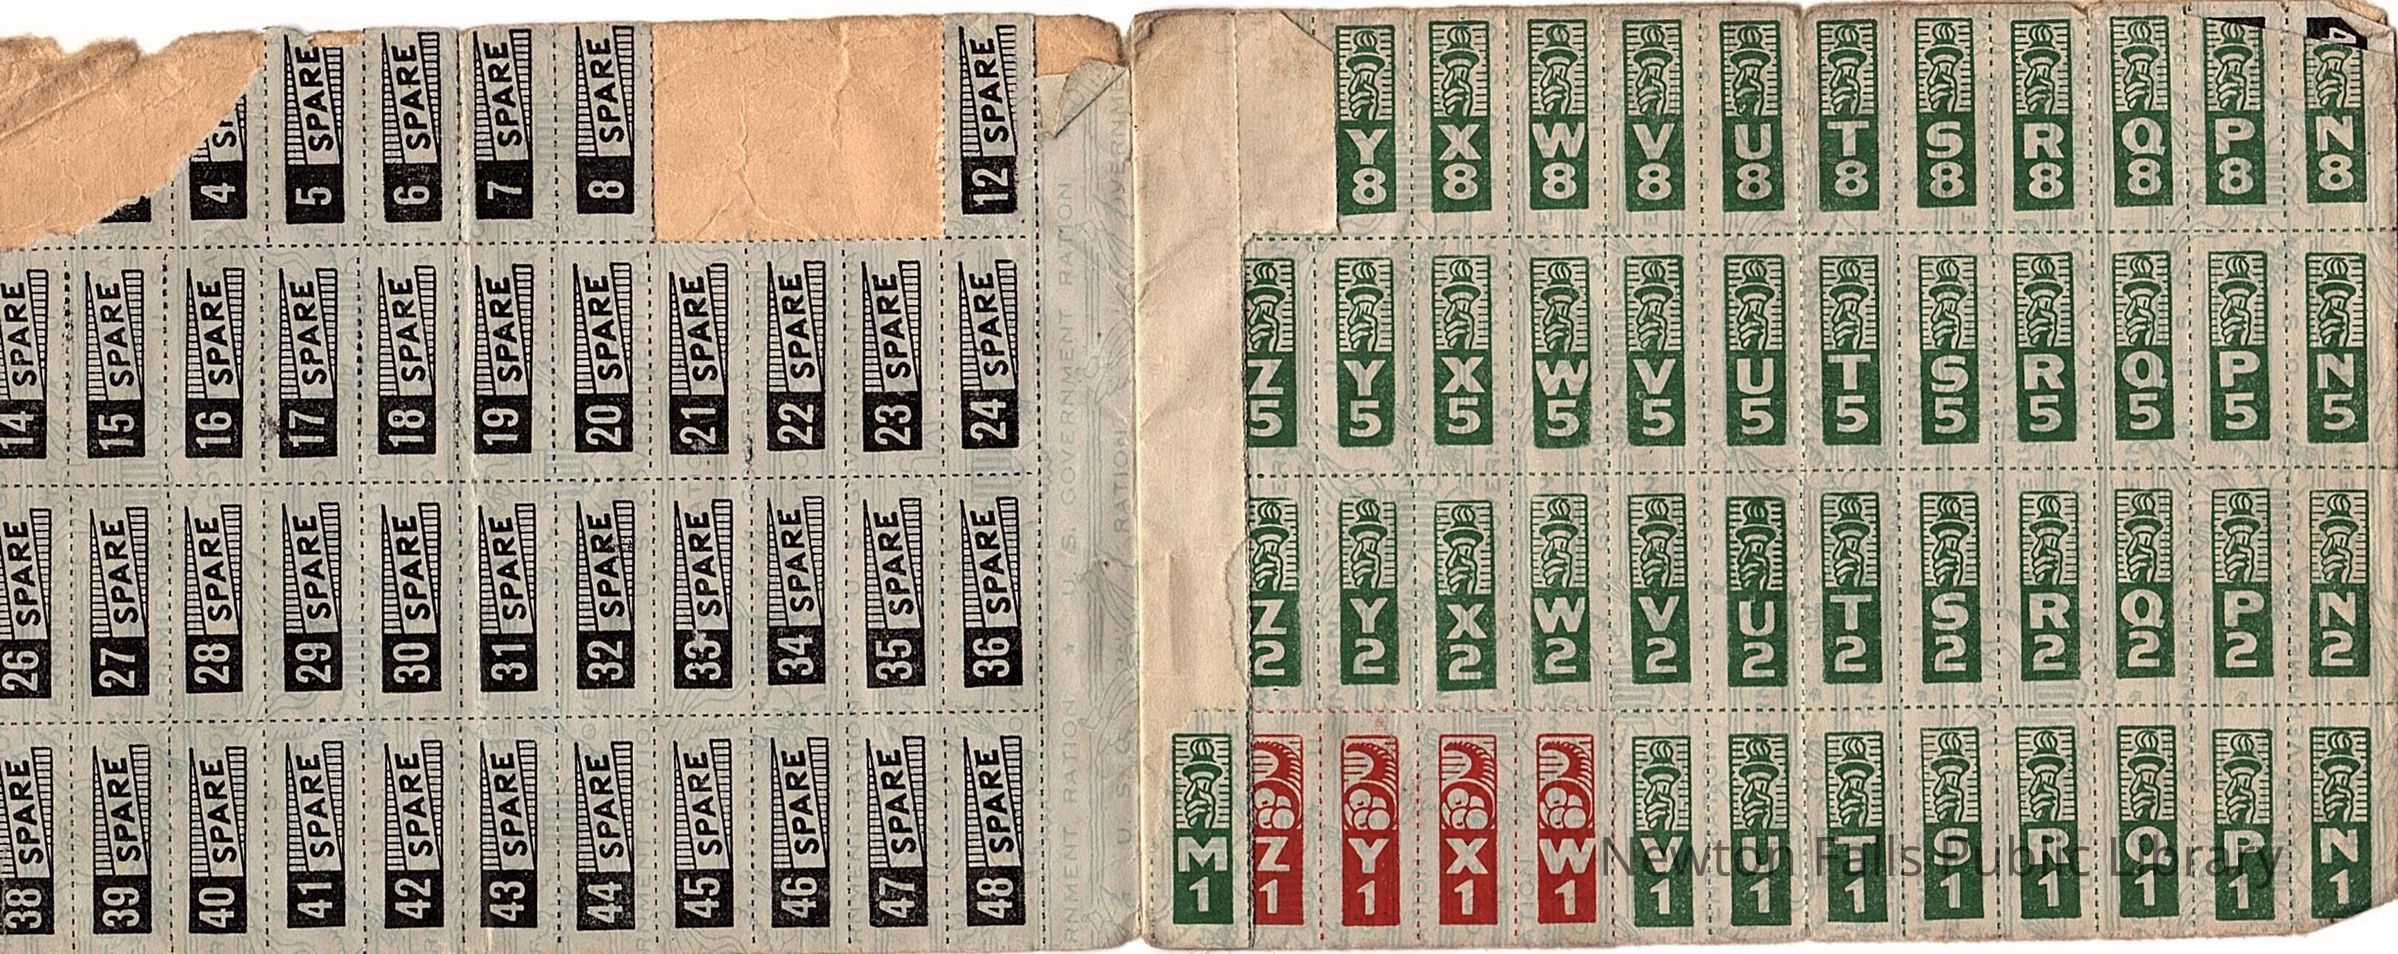 4 SP
5 SPARE
6 SPARE
7 SPARE
8 SPARE
12 SPARE
14 SPARE
15 SPARE
16 SPARE
17 SPARE
18 SPARE
19 SPARE
20 SPARE
21 SPARE
22 SPARE
23 SPARE
24 SPARE
26 SPARE
27 SPARE
28 SPARE
29 SPARE
30 SPARE
31 SPARE
32 SPARE
33 SPARE
34 SPARE
35 SPARE
36 SPARE
38 SPARE
39 SPARE
40 SPARE
41 SPARE
42 SPARE
43 SPARE
44 SPARE
45 SPARE
46 SPARE
47 SPARE
48 SPARE
RNMENT RATION ★ U. S. GOVERNMENT RATION
Y8 X8 W8 V8 U8 T8 S8 R8 Q8 P8 N8
Z5 Y5 X5 W5 V5 U5 T5 S5 R5 Q5 P5 N5
Z2 Y2 X2 W2 V2 U2 T2 S2 R2 Q2 P2 N2
M1 Z1 Y1 X1 W1 V1 U1 T1 S1 R1 Q1 P1 N1
Newton Falls Public Library